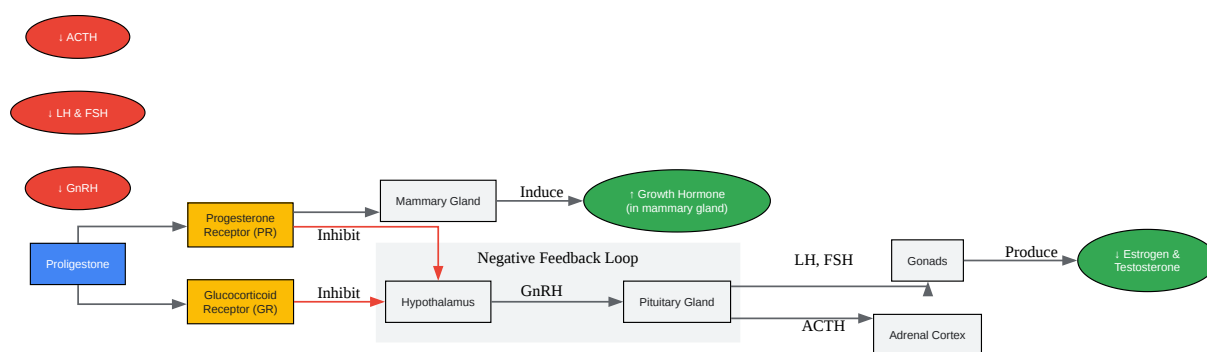 ↓ ACTH
↓ LH & FSH
↓ GnRH
Proligestone
Progesterone
Receptor (PR)
Glucocorticoid
Receptor (GR)
Inhibit
Inhibit
Mammary Gland
Induce
↑ Growth Hormone
(in mammary gland)
Negative Feedback Loop
Hypothalamus
GnRH
Pituitary Gland
LH, FSH
ACTH
Gonads
Adrenal Cortex
Produce
↓ Estrogen &
Testosterone